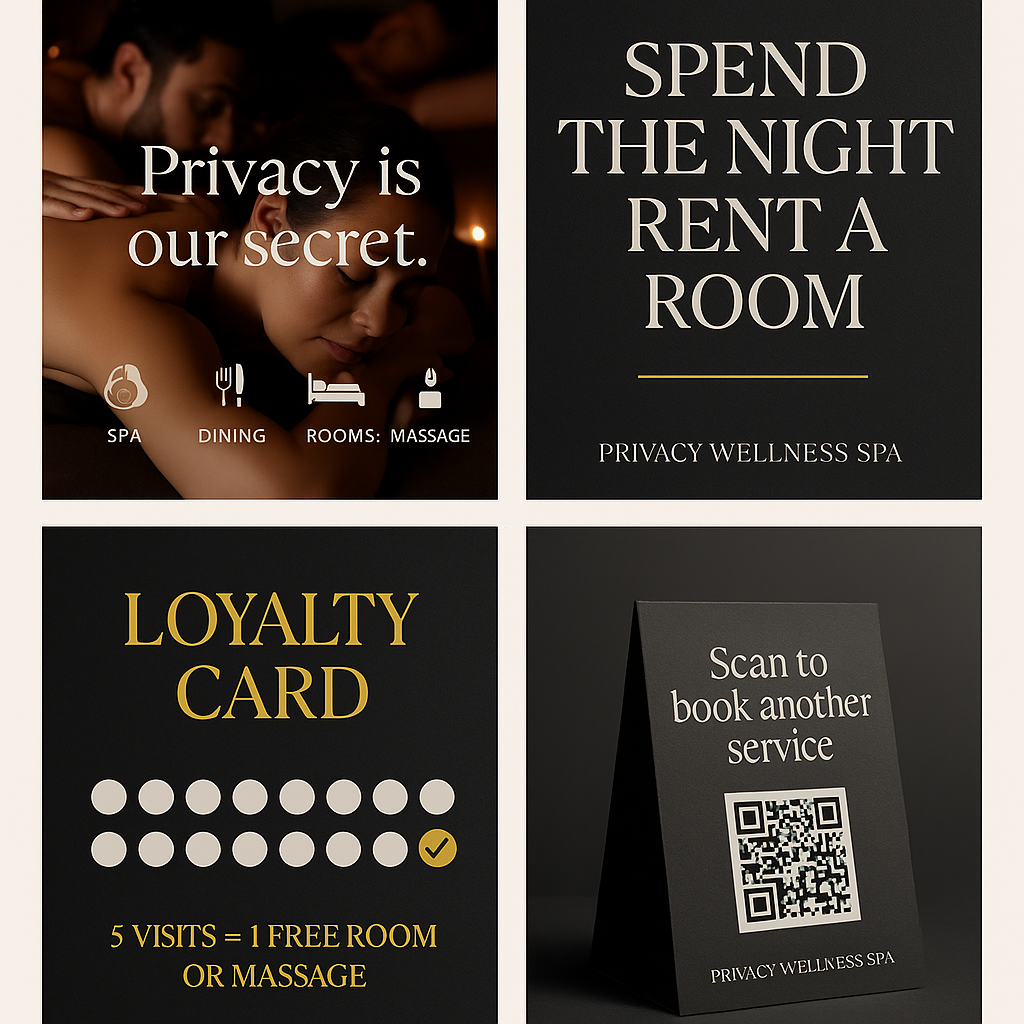 Privacy is
our secret.
SPA
DINING
ROOMS:
MASSAGE
SPEND
THE NIGHT
RENT A
ROOM
PRIVACY WELLNESS SPA
LOYALTY
CARD
5 VISITS = 1 FREE ROOM
OR MASSAGE
Scan to
book another
service
PRIVACY WELLNESS SPA